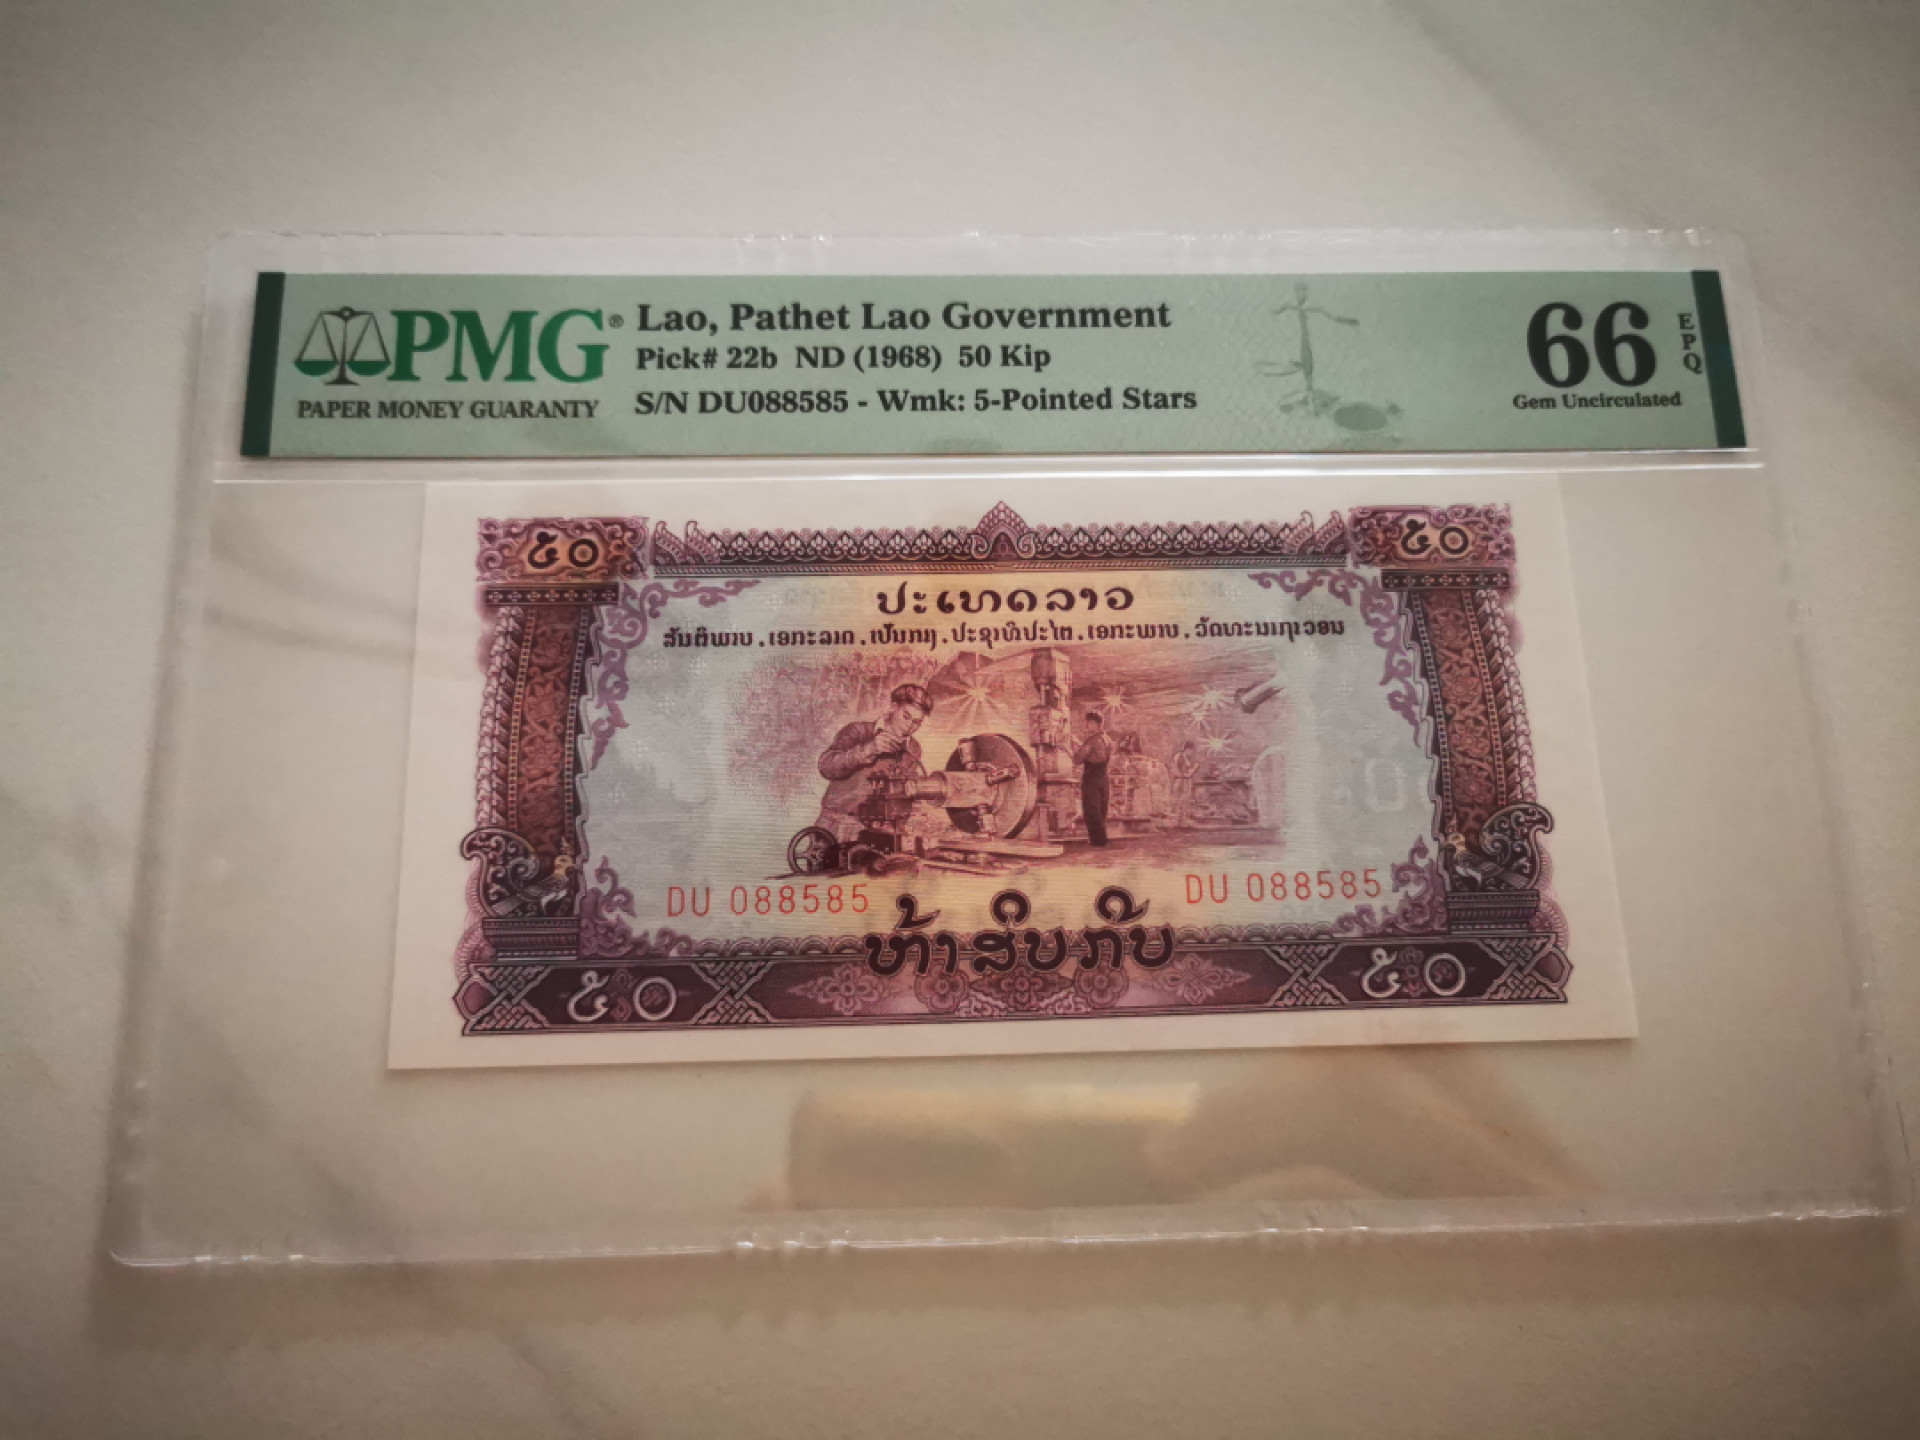 PMG®
PAPER MONEY GUARANTY
Lao, Pathet Lao Government
Pick# 22b ND (1968) 50 Kip
S/N DU088585 - Wmk: 5-Pointed Stars
66 EPQ
Gem Uncirculated
໕໐ ໕໐
ປະເທດລາວ
ສັນຕິພາບ.ເອກະລາດ.ເປັນກາງ.ປະຊາທິປະໄຕ.ເອກະພາບ.ວັດທະນາຖາວອນ
DU 088585 DU 088585
ຫ້າສິບກີບ
໕໐ ໕໐